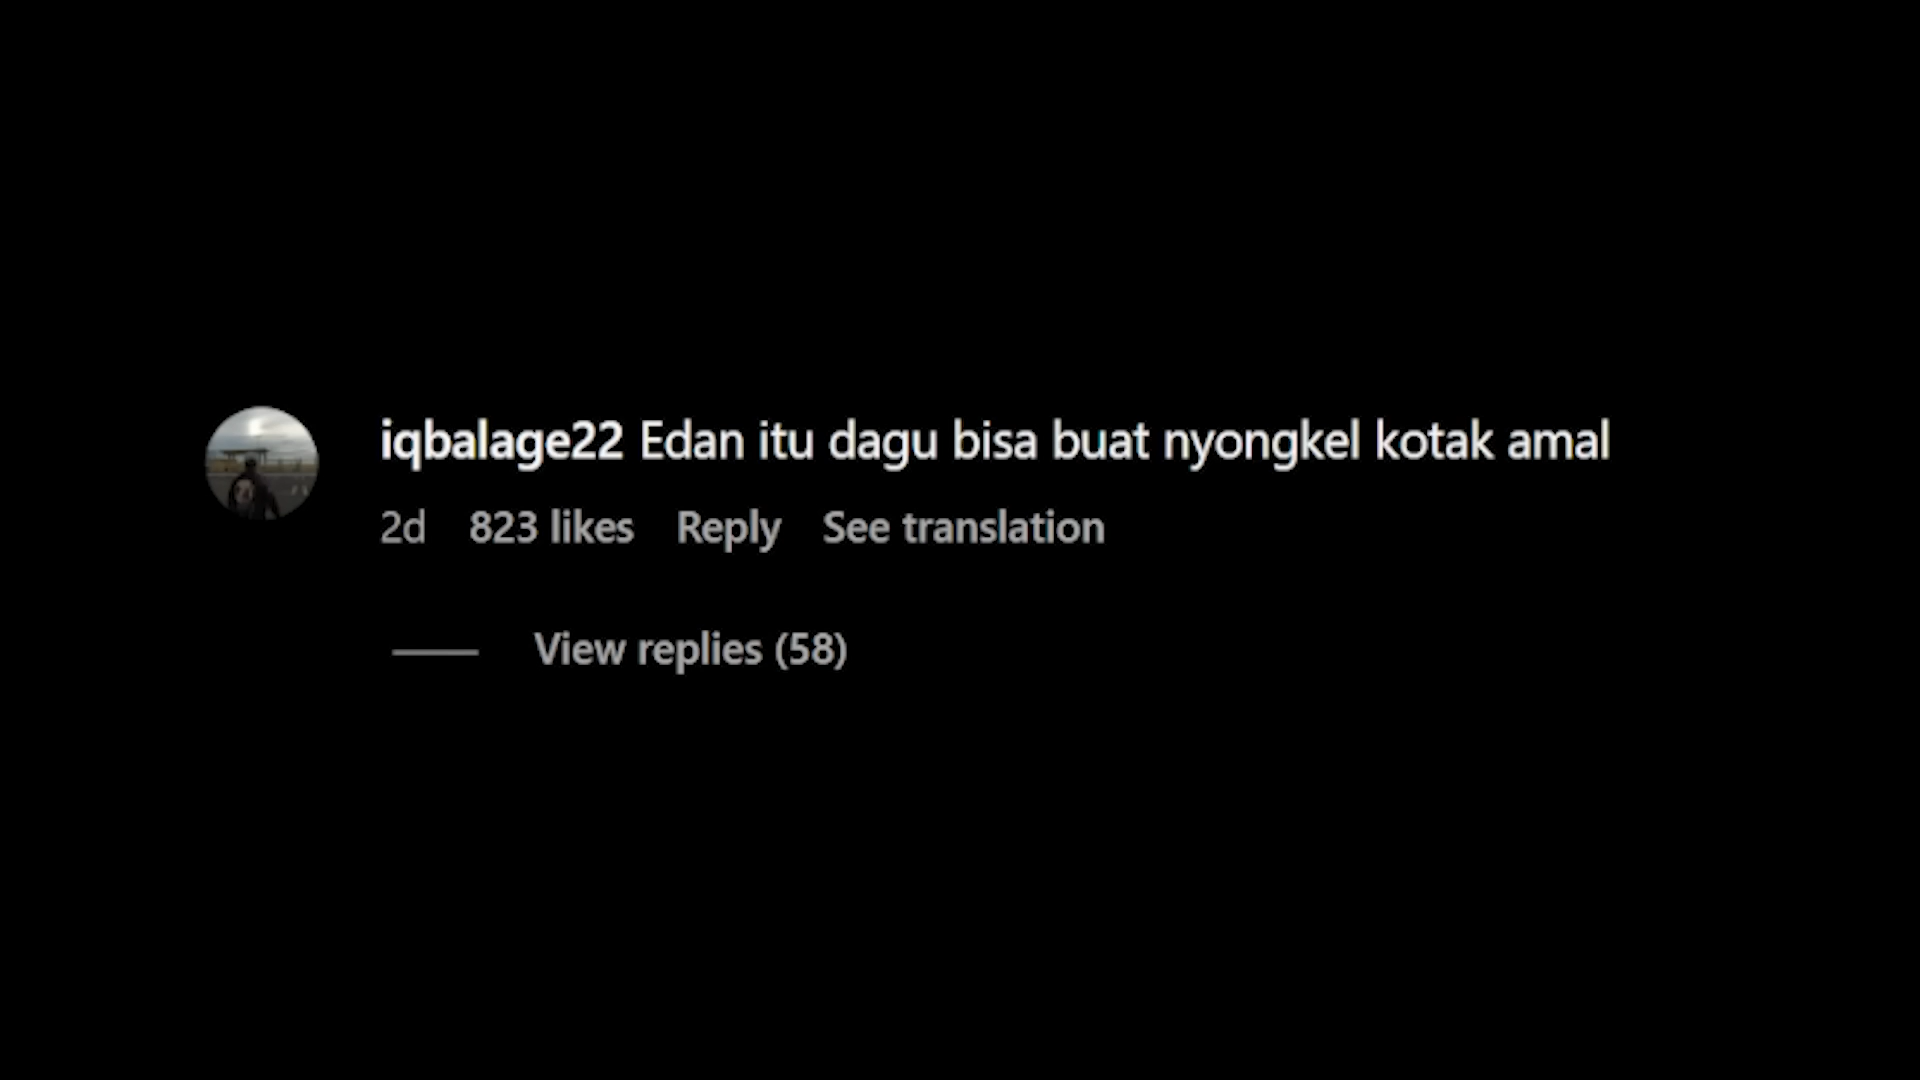 iqbalage22 Edan itu dagu bisa buat nyongkel kotak amal
2d 823 likes Reply See translation
View replies (58)